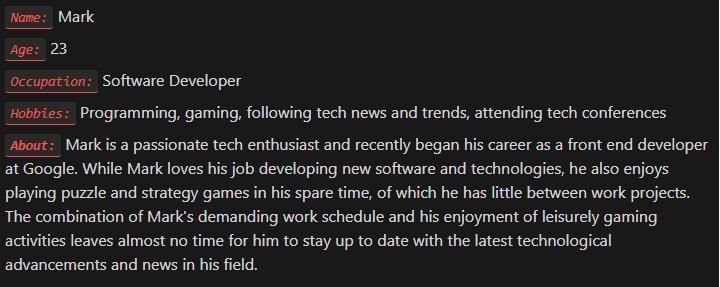 Name: Mark
Age: 23
Occupation: Software Developer
Hobbies: Programming, gaming, following tech news and trends, attending tech conferences
About: Mark is a passionate tech enthusiast and recently began his career as a front end developer
at Google. While Mark loves his job developing new software and technologies, he also enjoys
playing puzzle and strategy games in his spare time, of which he has little between work projects.
The combination of Mark's demanding work schedule and his enjoyment of leisurely gaming
activities leaves almost no time for him to stay up to date with the latest technological
advancements and news in his field.